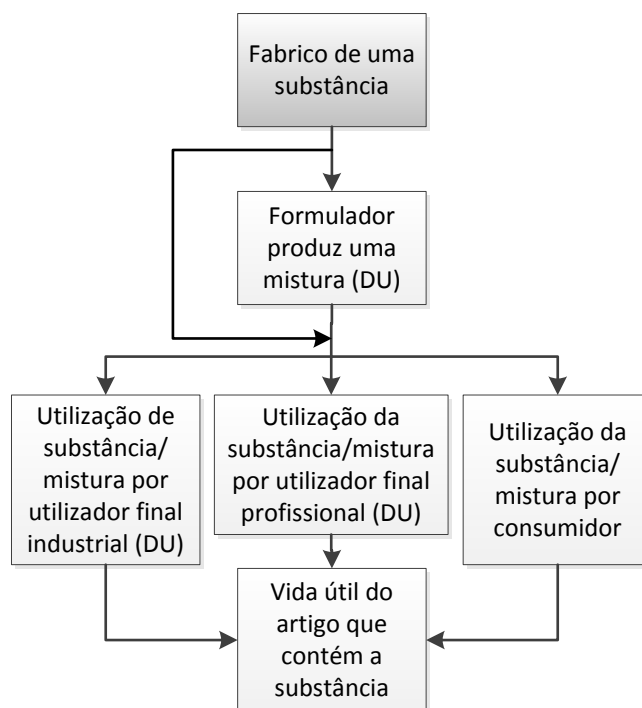 Fabrico de uma
substância
Formulador
produz uma
mistura (DU)
Utilização de
substância/
mistura por
utilizador final
industrial (DU)
Utilização da
substância/mistura
por utilizador final
profissional (DU)
Utilização da
substância/
mistura por
consumidor
Vida útil do
artigo que
contém a
substância